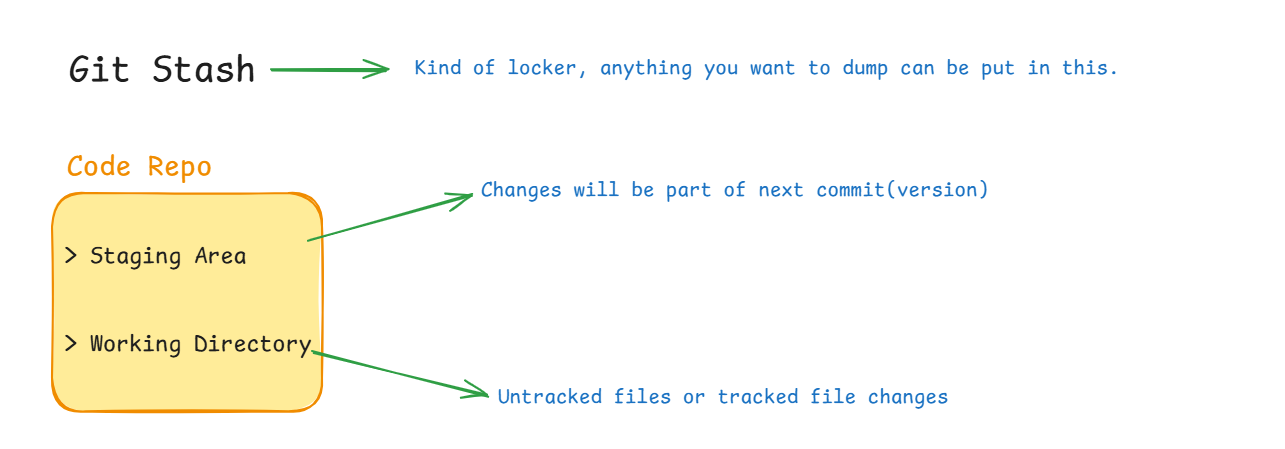 Git Stash
Kind of locker, anything you want to dump can be put in this.
Code Repo
Changes will be part of next commit(version)
> Staging Area
> Working Directory
Untracked files or tracked file changes